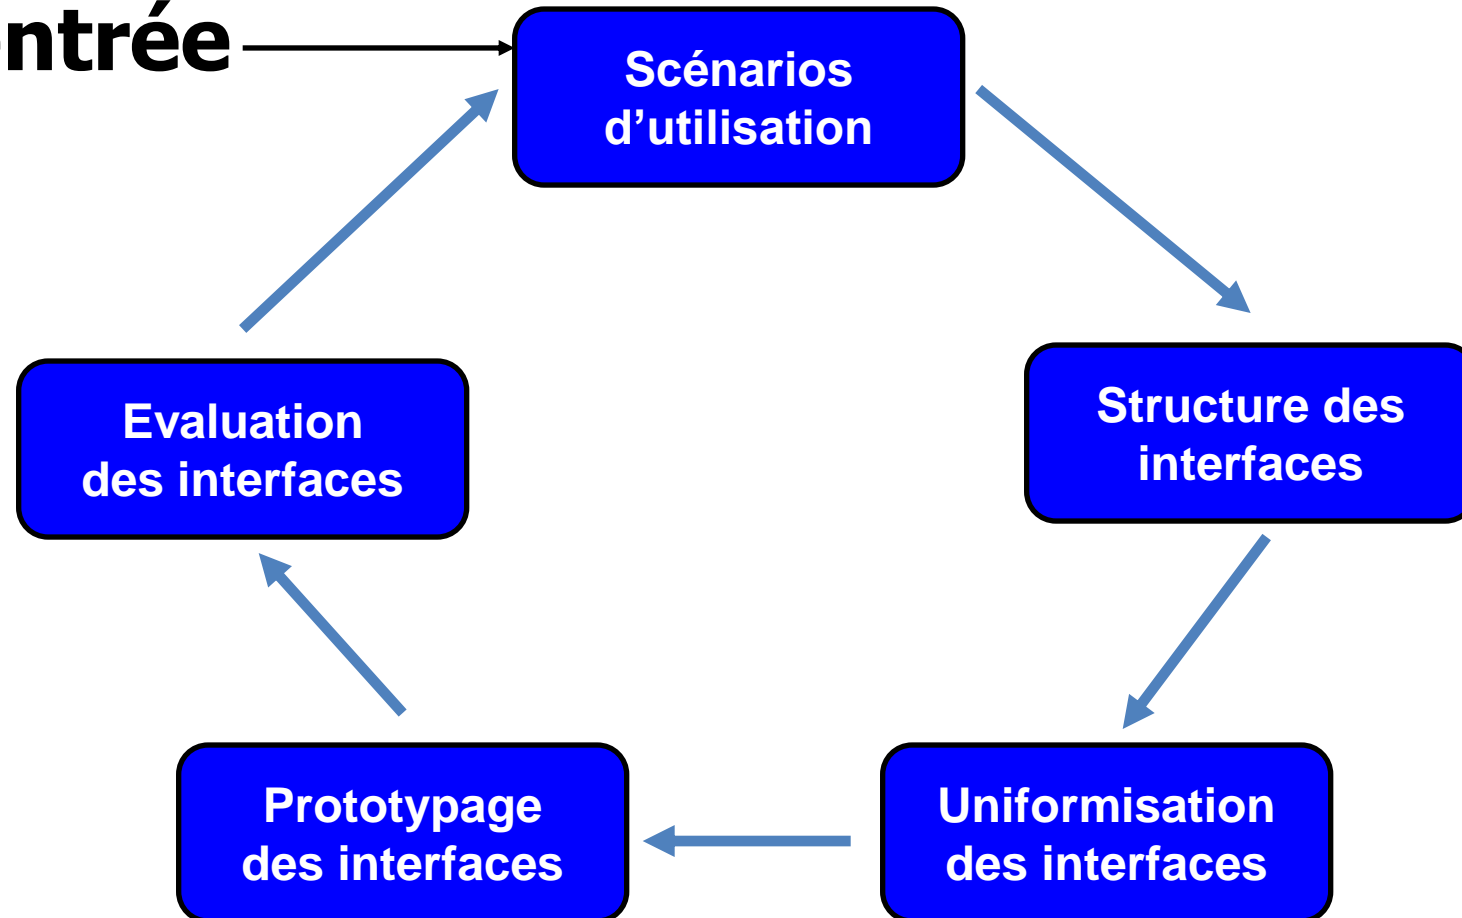 ntrée
Scénarios
d’utilisation
Structure des
interfaces
Uniformisation
des interfaces
Prototypage
des interfaces
Evaluation
des interfaces